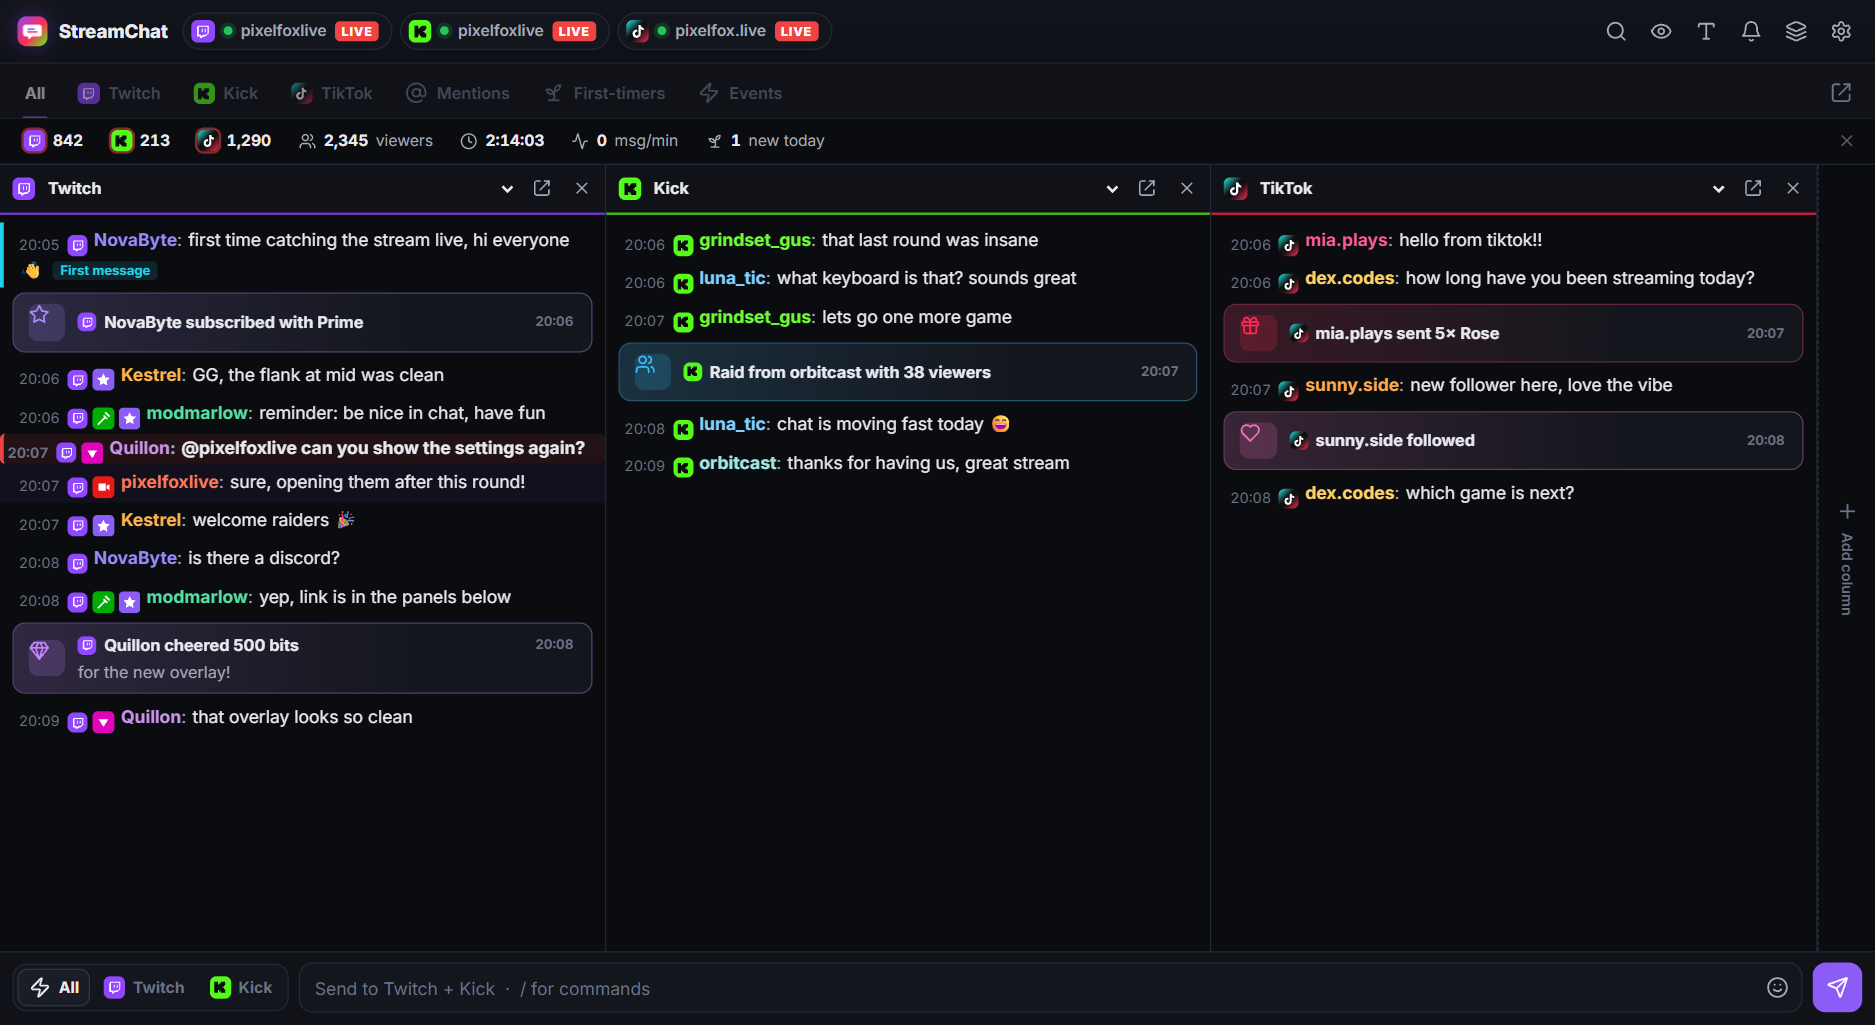 StreamChat pixelfoxlive LIVE pixelfoxlive LIVE pixelfox.live LIVE
All Twitch Kick TikTok Mentions First-timers Events
842 213 1,290 2,345 viewers 2:14:03 0 msg/min 1 new today
Twitch
20:05 NovaByte: first time catching the stream live, hi everyone
👋 First message
NovaByte subscribed with Prime 20:06
20:06 Kestrel: GG, the flank at mid was clean
20:06 modmarlow: reminder: be nice in chat, have fun
20:07 Quillon: @pixelfoxlive can you show the settings again?
20:07 pixelfoxlive: sure, opening them after this round!
20:07 Kestrel: welcome raiders 🎉
20:08 NovaByte: is there a discord?
20:08 modmarlow: yep, link is in the panels below
Quillon cheered 500 bits 20:08
for the new overlay!
20:09 Quillon: that overlay looks so clean
Kick
20:06 grindset_gus: that last round was insane
20:06 luna_tic: what keyboard is that? sounds great
20:07 grindset_gus: lets go one more game
Raid from orbitcast with 38 viewers 20:07
20:08 luna_tic: chat is moving fast today 😄
20:09 orbitcast: thanks for having us, great stream
TikTok
20:06 mia.plays: hello from tiktok!!
20:06 dex.codes: how long have you been streaming today?
mia.plays sent 5× Rose 20:07
20:07 sunny.side: new follower here, love the vibe
sunny.side followed 20:08
20:08 dex.codes: which game is next?
Add column
All Twitch Kick Send to Twitch + Kick · / for commands